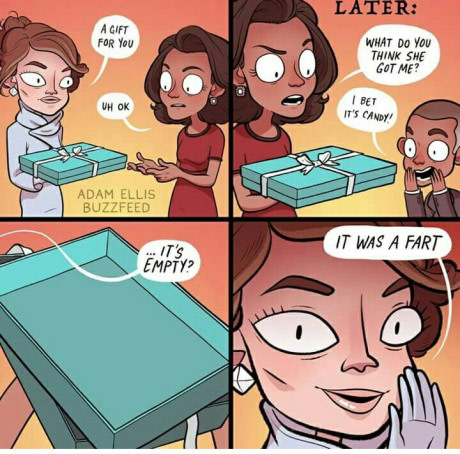 A GIFT
FOR YOU
UH OK
ADAM ELLIS
BUZZFEED
LATER:
WHAT DO YOU
THINK SHE
GOT ME?
I BET
IT'S CANDY!
... IT'S
EMPTY?
IT WAS A FART